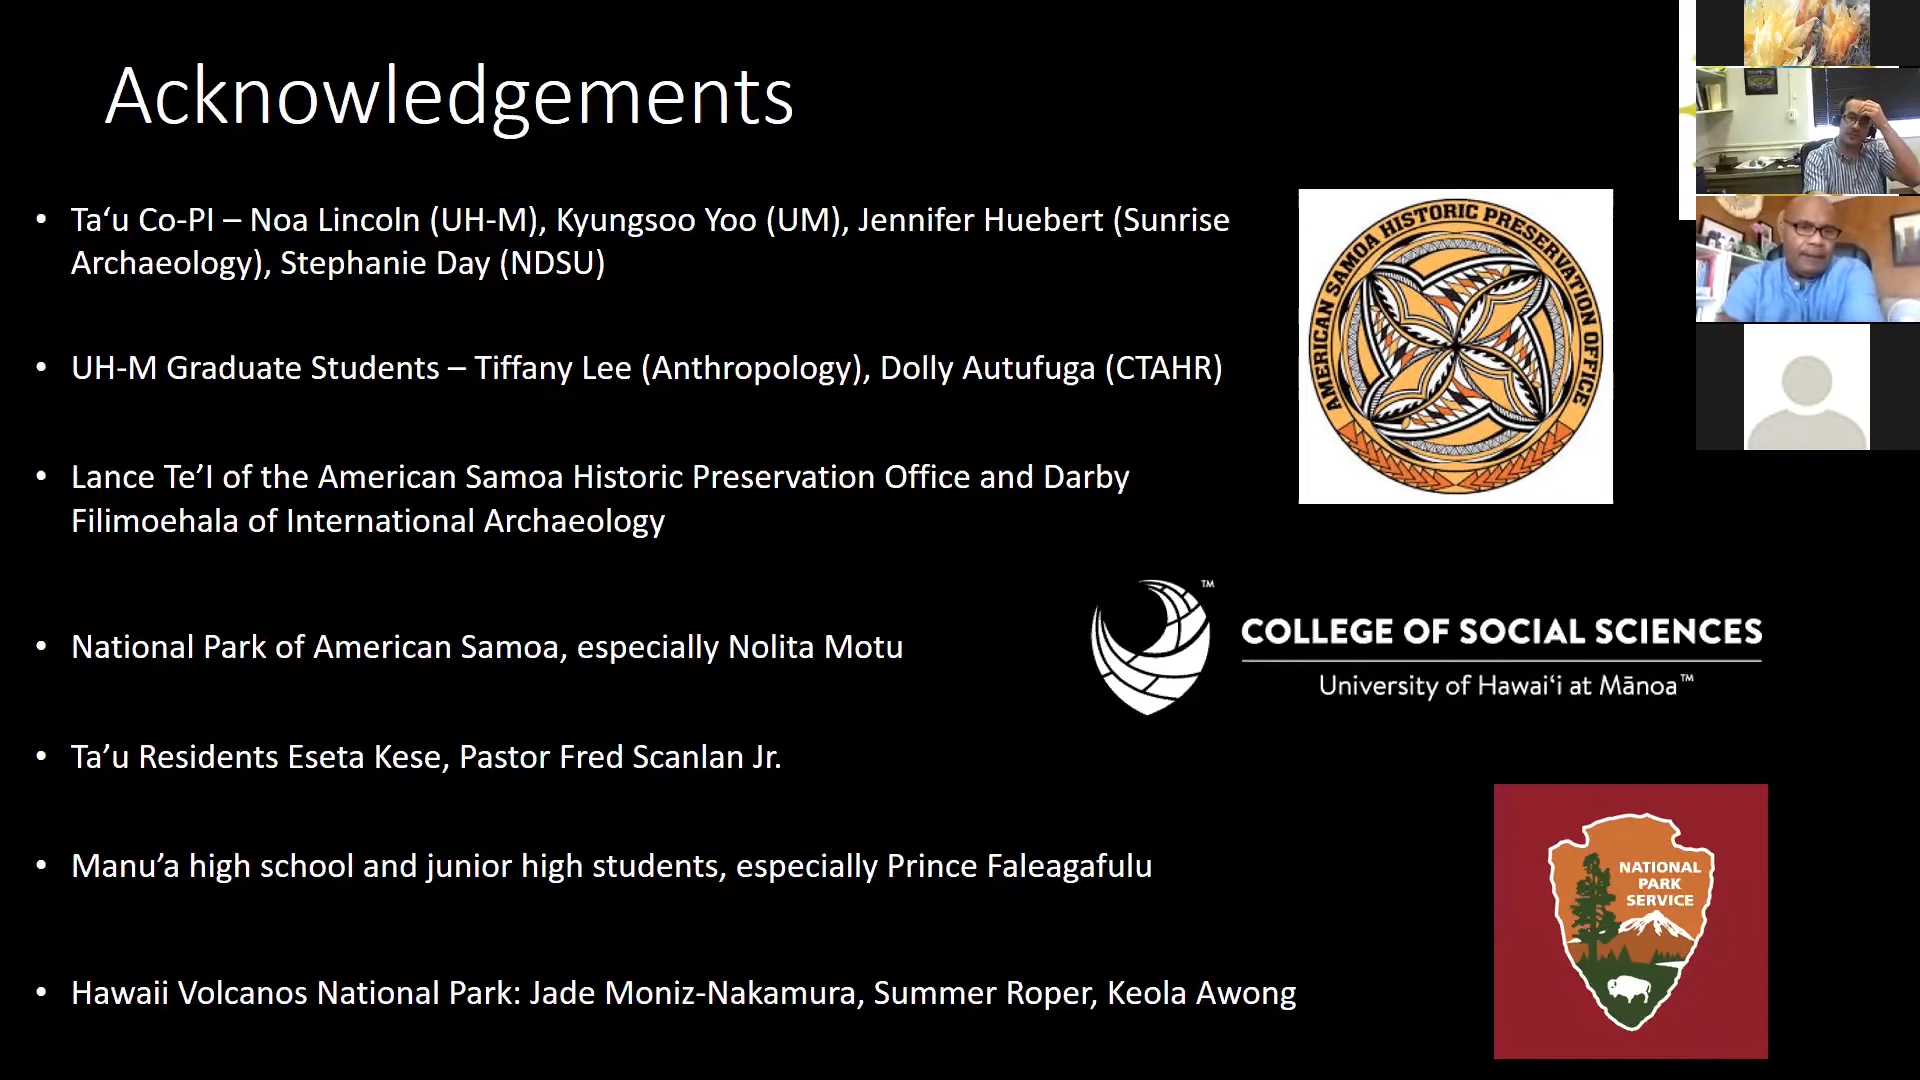 Acknowledgements
• Ta‘u Co-PI – Noa Lincoln (UH-M), Kyungsoo Yoo (UM), Jennifer Huebert (Sunrise
Archaeology), Stephanie Day (NDSU)
• UH-M Graduate Students – Tiffany Lee (Anthropology), Dolly Autufuga (CTAHR)
• Lance Te’I of the American Samoa Historic Preservation Office and Darby
Filimoehala of International Archaeology
• National Park of American Samoa, especially Nolita Motu
• Ta’u Residents Eseta Kese, Pastor Fred Scanlan Jr.
• Manu’a high school and junior high students, especially Prince Faleagafulu
• Hawaii Volcanos National Park: Jade Moniz-Nakamura, Summer Roper, Keola Awong
AMERICAN SAMOA HISTORIC PRESERVATION OFFICE
TM
COLLEGE OF SOCIAL SCIENCES
University of Hawai‘i at Mānoa™
NATIONAL
PARK
SERVICE